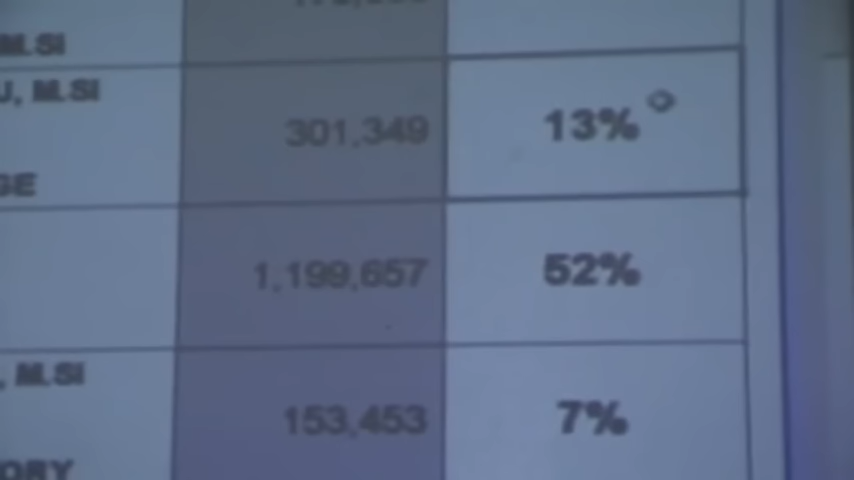 M.SI
J, M.SI
301,349 13%
GE
1,199,657 52%
, M.SI
153,453 7%
ORY